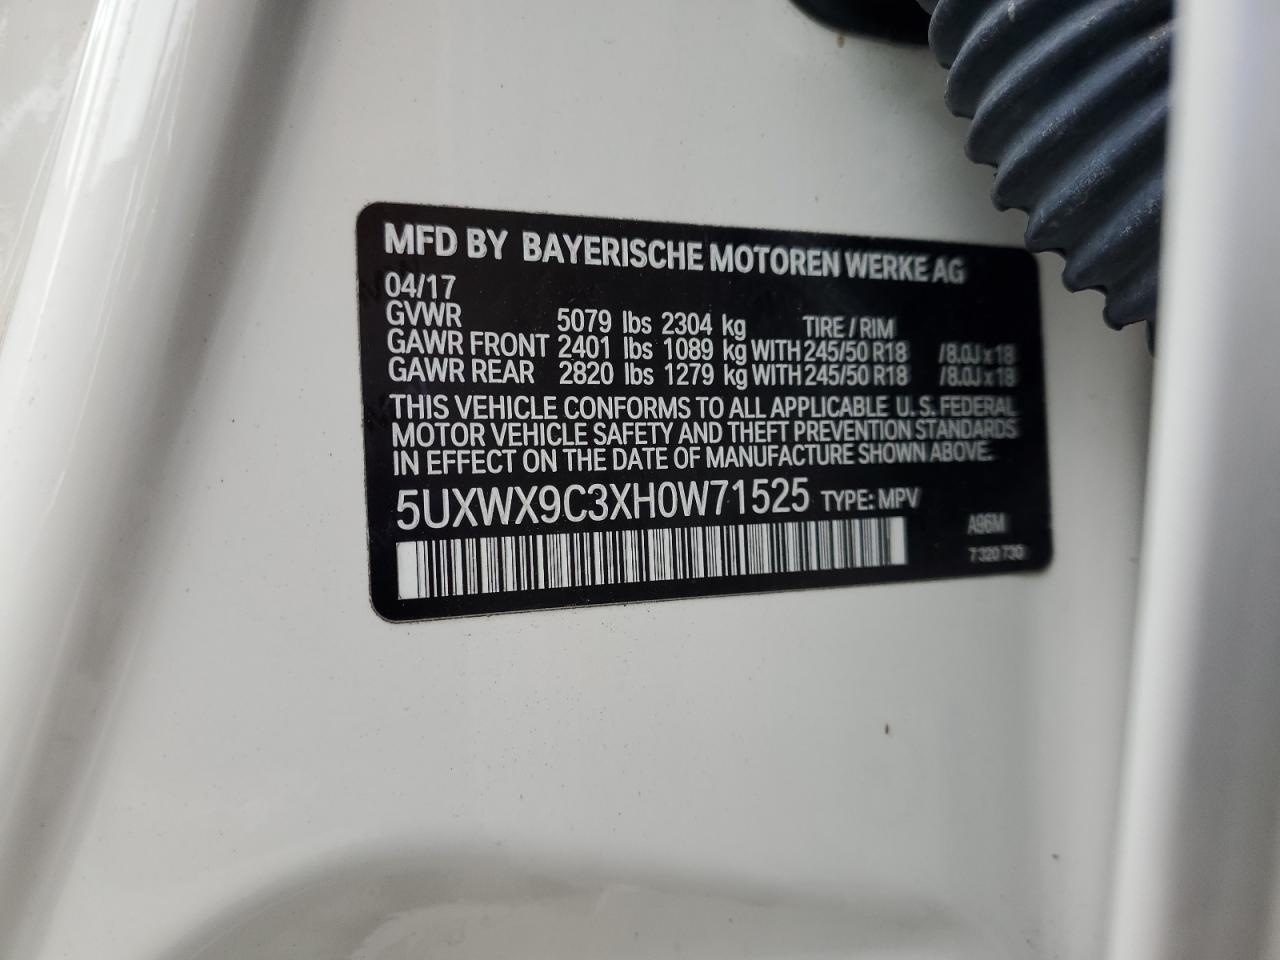 MFD BY BAYERISCHE MOTOREN WERKE AG
04/17
GVWR 5079 lbs 2304 kg TIRE / RIM
GAWR FRONT 2401 lbs 1089 kg WITH 245/50 R18 /8.0J x 18
GAWR REAR 2820 lbs 1279 kg WITH 245/50 R18 /8.0J x 18
THIS VEHICLE CONFORMS TO ALL APPLICABLE U.S. FEDERAL
MOTOR VEHICLE SAFETY AND THEFT PREVENTION STANDARDS
IN EFFECT ON THE DATE OF MANUFACTURE SHOWN ABOVE.
5UXWX9C3XH0W71525 TYPE: MPV
A96M
7 320 730